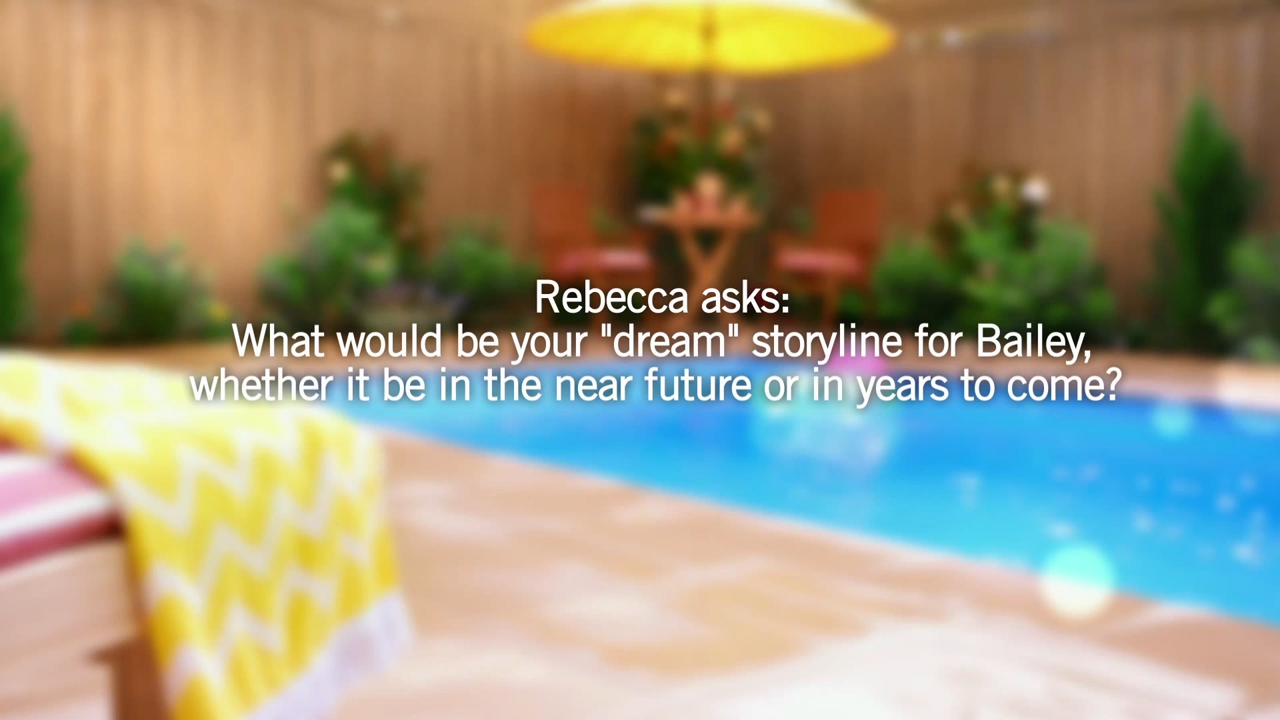 Rebecca asks:
What would be your "dream" storyline for Bailey,
whether it be in the near future or in years to come?